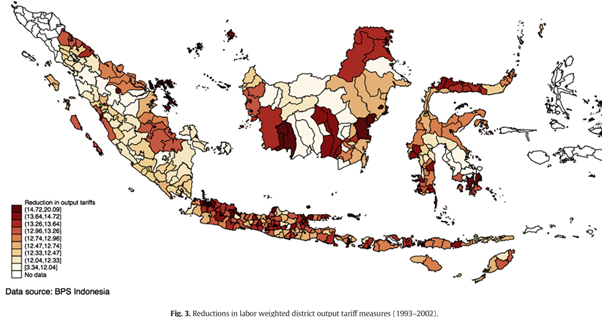 Reduction in output tariffs
(14.72,20.09]
(13.64,14.72]
(13.26,13.64]
(12.96,13.26]
(12.74,12.96]
(12.47,12.74]
(12.33,12.47]
(12.04,12.33]
[3.34,12.04]
No data
Data source: BPS Indonesia
Fig. 3. Reductions in labor weighted district output tariff measures (1993–2002).